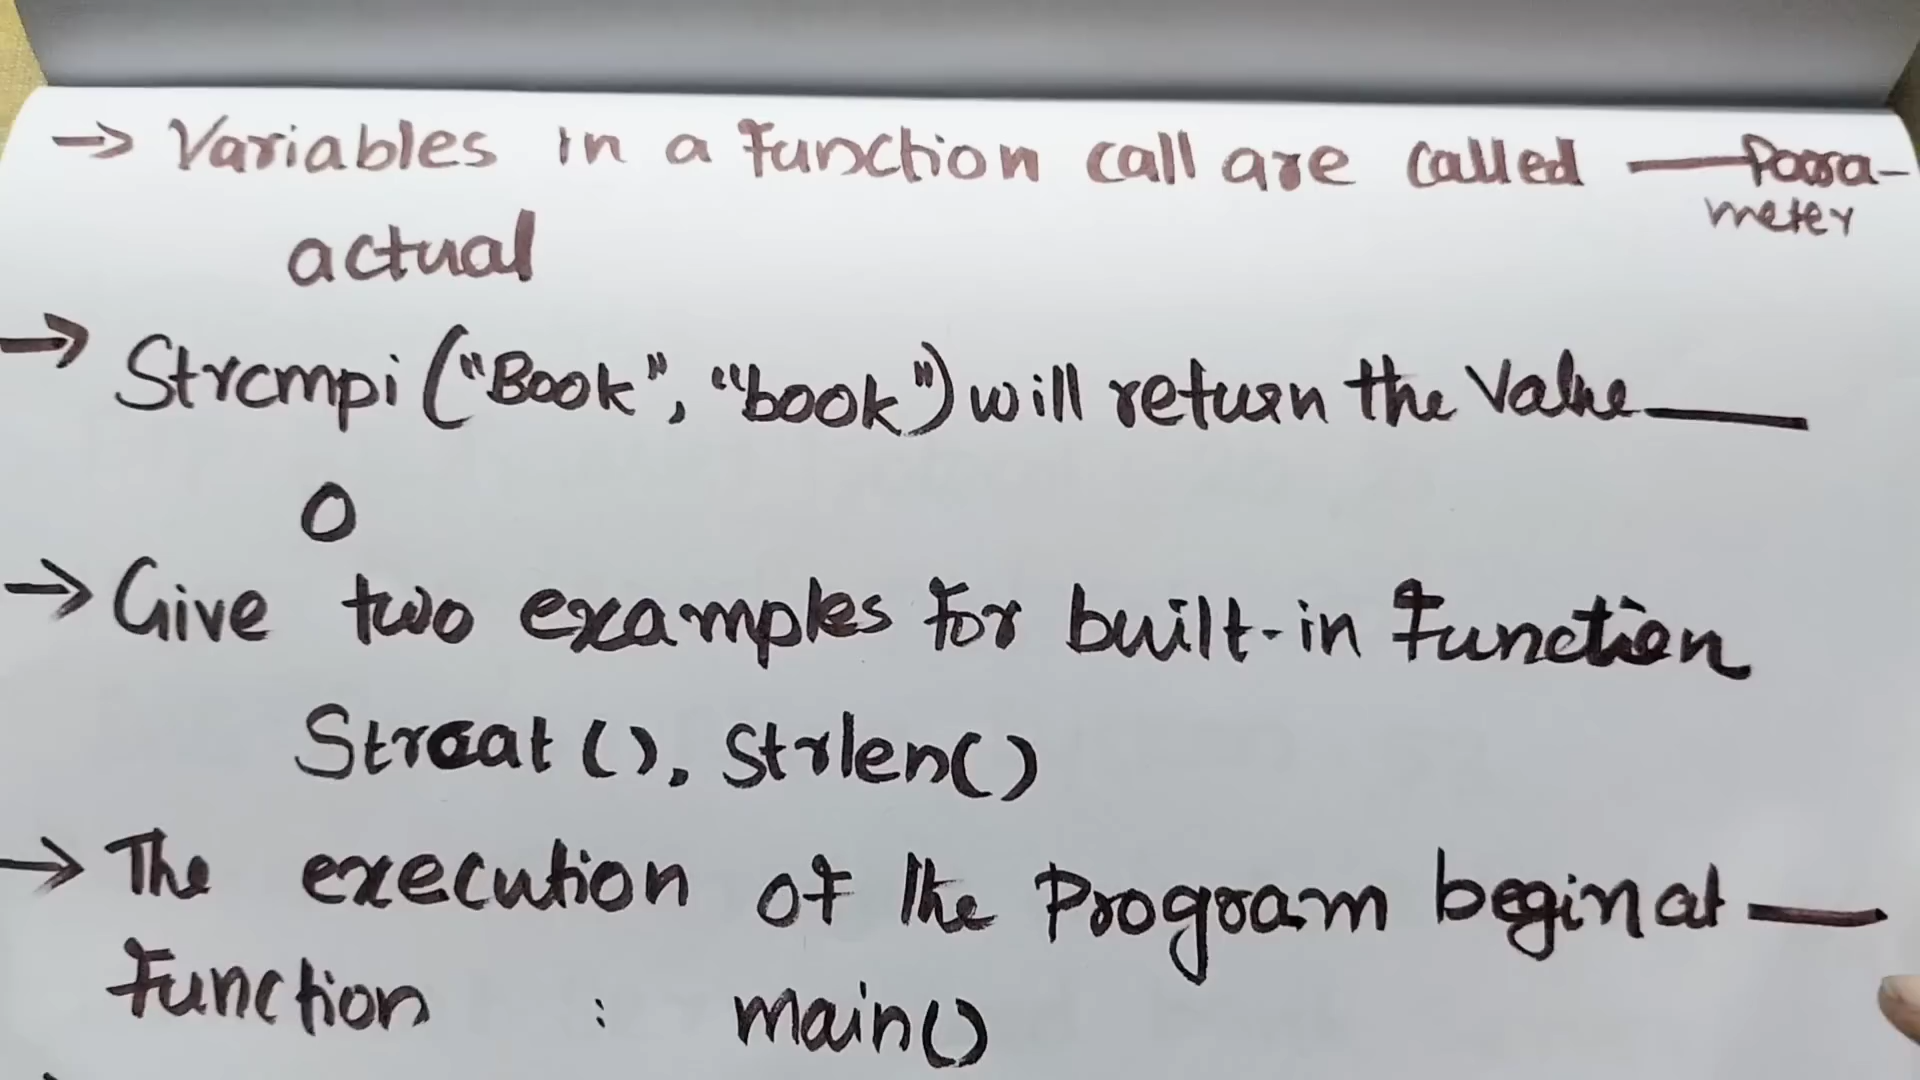 → Variables in a function call are called — Para-
meter
actual
→ Strcmpi ("Book", "book") will return the Value —
0
→ Give two examples for built-in function
Strcat (), Strlen()
→ The execution of the Program begin at —
function : main()